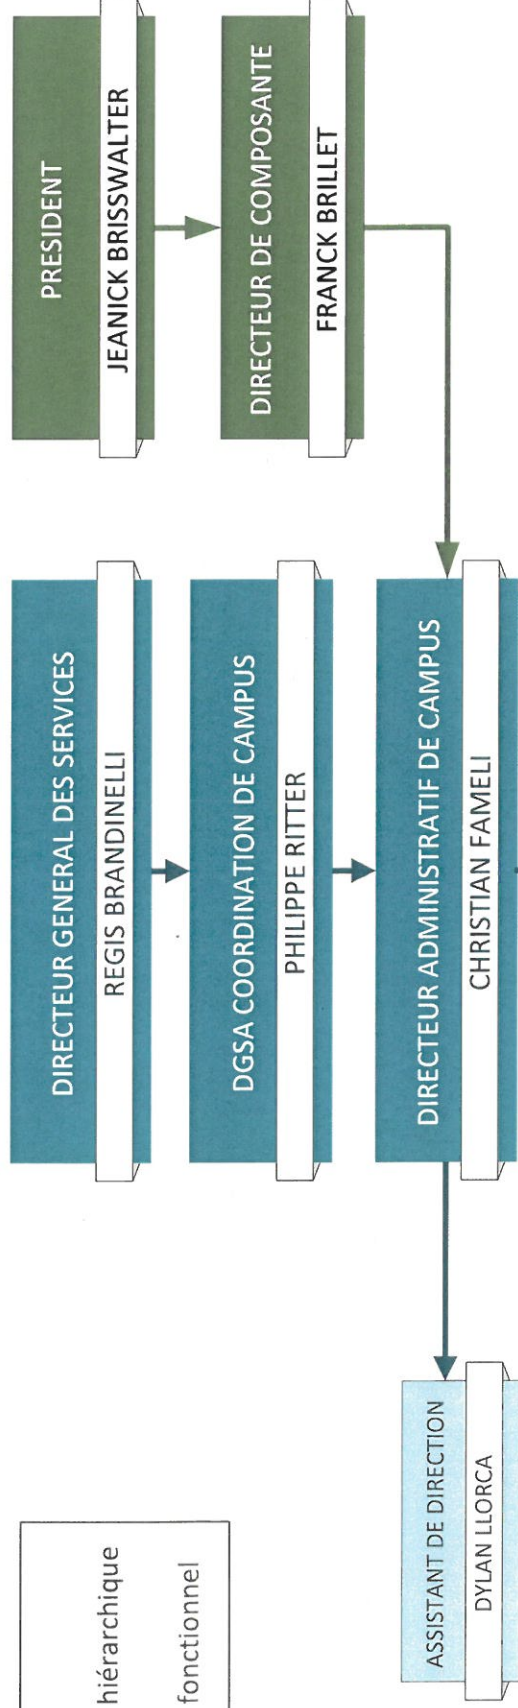 hiérarchique
fonctionnel
DIRECTEUR GENERAL DES SERVICES
REGIS BRANDINELLI
PRESIDENT
JEANICK BRISSWALTER
DGSA COORDINATION DE CAMPUS
PHILIPPE RITTER
DIRECTEUR DE COMPOSANTE
FRANCK BRILLET
DIRECTEUR ADMINISTRATIF DE CAMPUS
CHRISTIAN FAMELI
ASSISTANT DE DIRECTION
DYLAN LLORCA